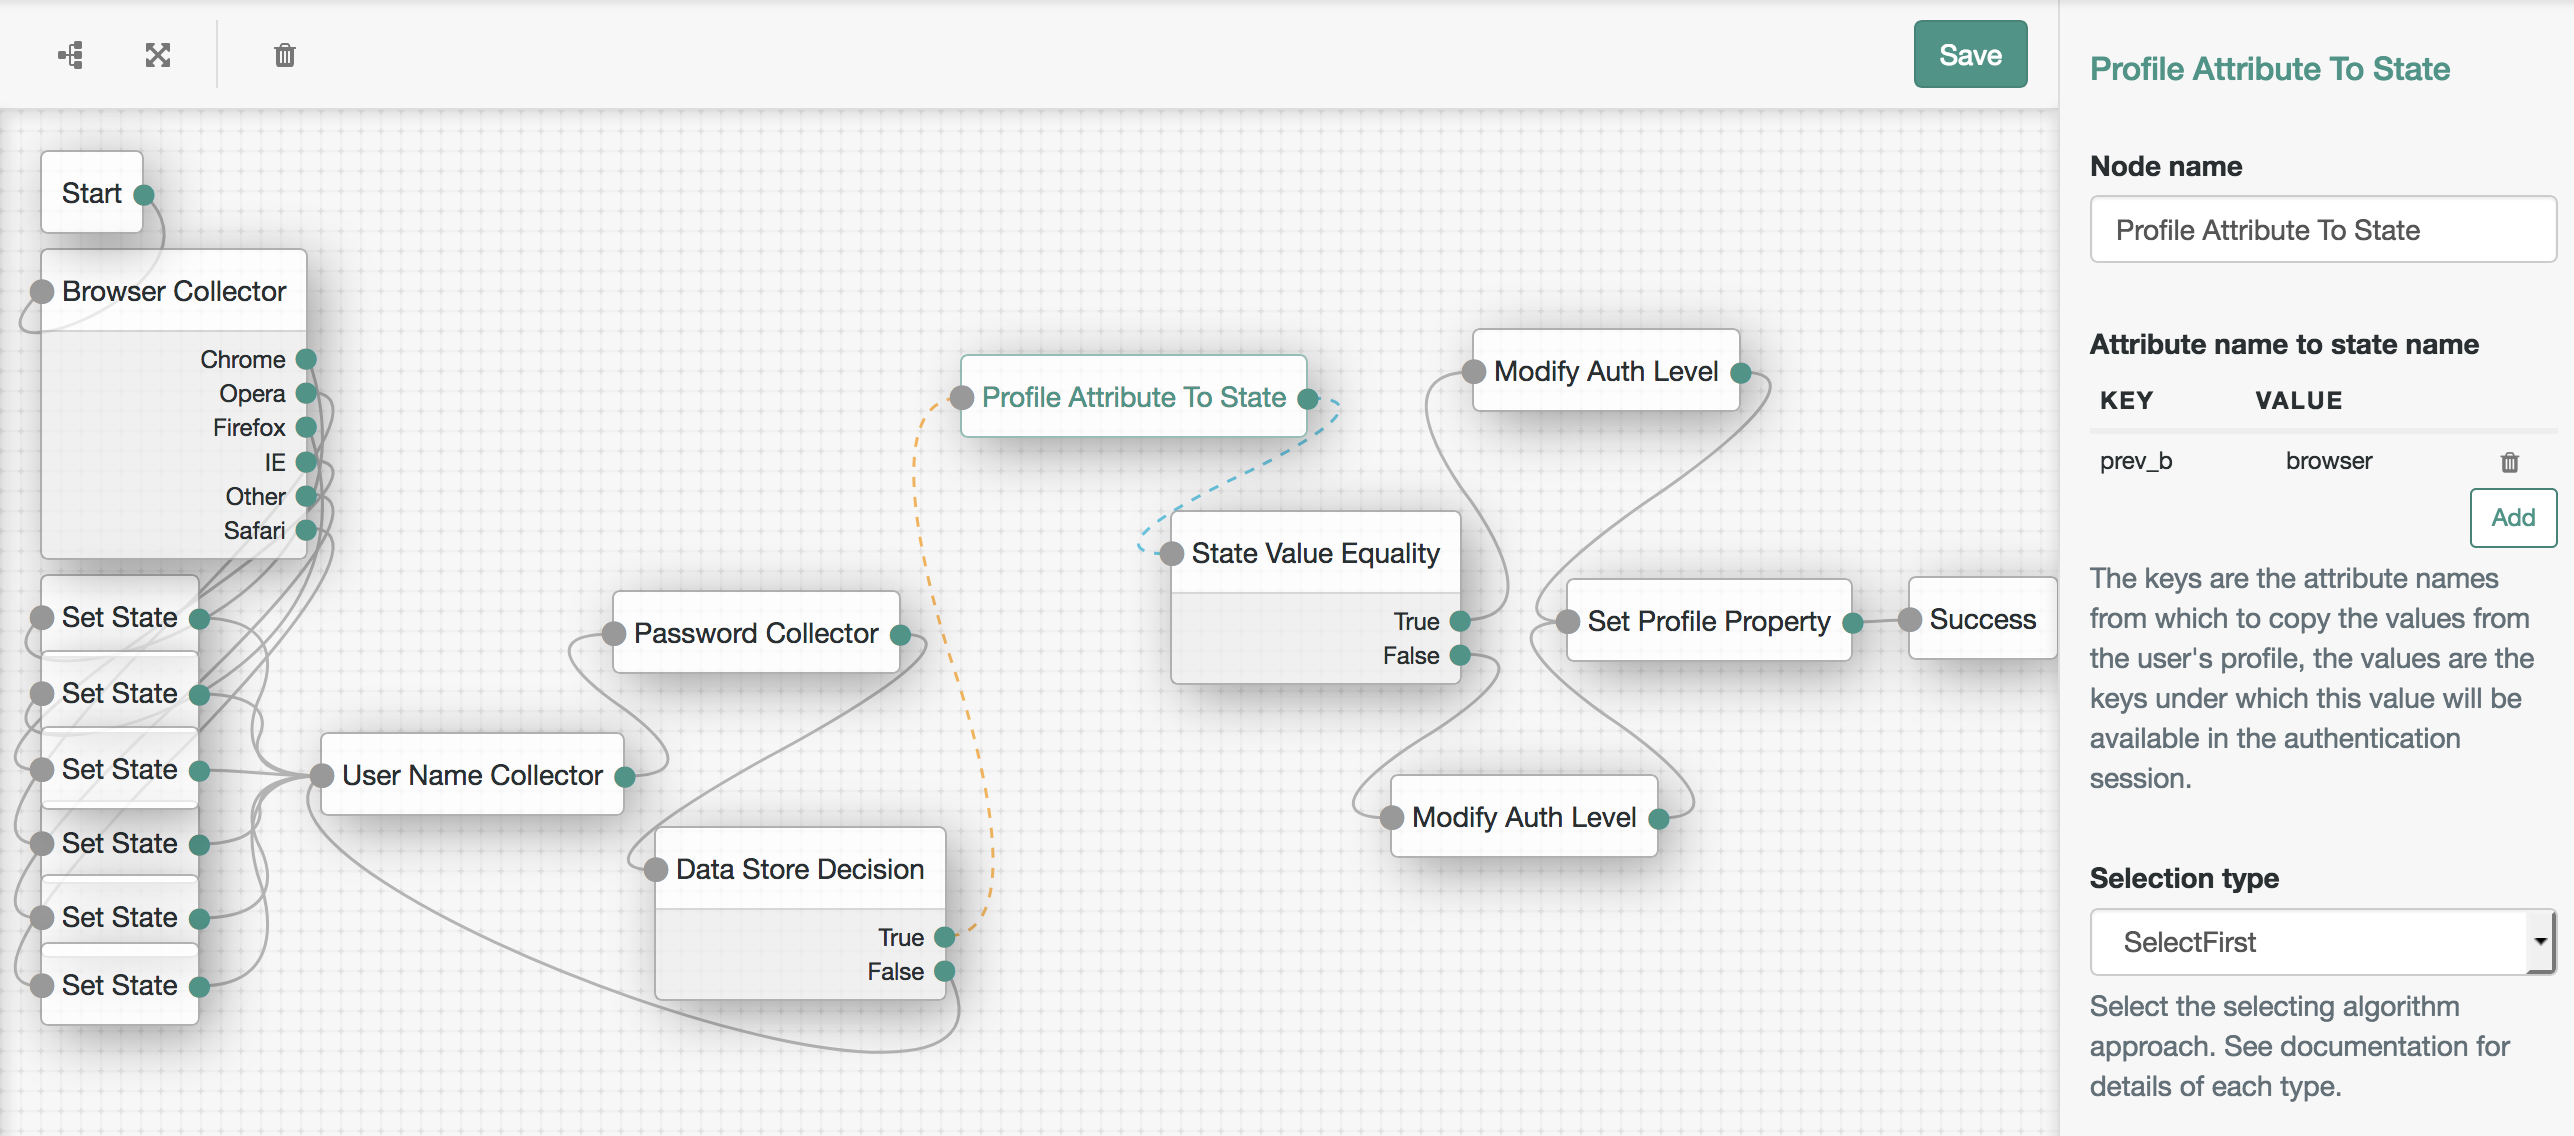 Save
Start
Browser Collector
Chrome
Opera
Firefox
IE
Other
Safari
Set State
Set State
Set State
Set State
Set State
Set State
User Name Collector
Password Collector
Data Store Decision
True
False
Profile Attribute To State
State Value Equality
True
False
Modify Auth Level
Modify Auth Level
Set Profile Property
Success
Profile Attribute To State
Node name
Profile Attribute To State
Attribute name to state name
KEY VALUE
prev_b browser
Add
The keys are the attribute names
from which to copy the values from
the user's profile, the values are the
keys under which this value will be
available in the authentication
session.
Selection type
SelectFirst
Select the selecting algorithm
approach. See documentation for
details of each type.